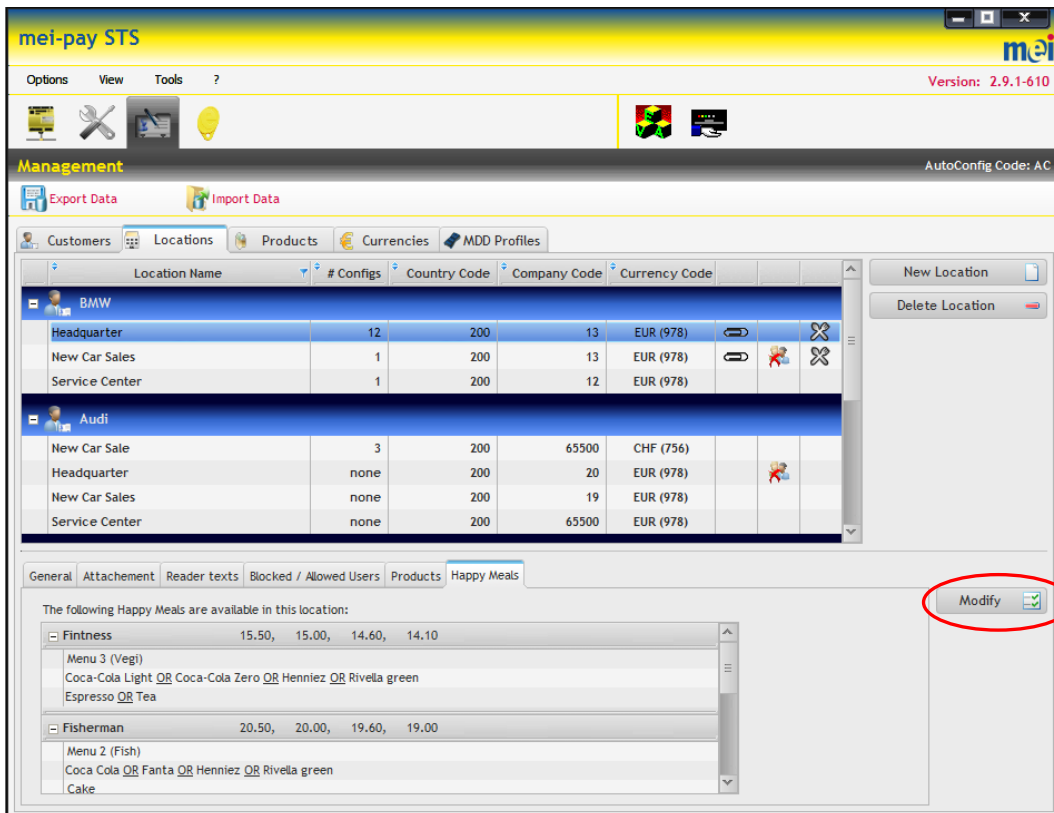 mei-pay STS
mei
Options View Tools ?
Version: 2.9.1-610
Management
AutoConfig Code: AC
Export Data Import Data
Customers Locations Products Currencies MDD Profiles
Location Name # Configs Country Code Company Code Currency Code
New Location
Delete Location
BMW
Headquarter 12 200 13 EUR (978)
New Car Sales 1 200 13 EUR (978)
Service Center 1 200 12 EUR (978)
Audi
New Car Sale 3 200 65500 CHF (756)
Headquarter none 200 20 EUR (978)
New Car Sales none 200 19 EUR (978)
Service Center none 200 65500 EUR (978)
General Attachement Reader texts Blocked / Allowed Users Products Happy Meals
Modify
The following Happy Meals are available in this location:
Fintness 15.50, 15.00, 14.60, 14.10
Menu 3 (Vegi)
Coca-Cola Light OR Coca-Cola Zero OR Henniez OR Rivella green
Espresso OR Tea
Fisherman 20.50, 20.00, 19.60, 19.00
Menu 2 (Fish)
Coca Cola OR Fanta OR Henniez OR Rivella green
Cake